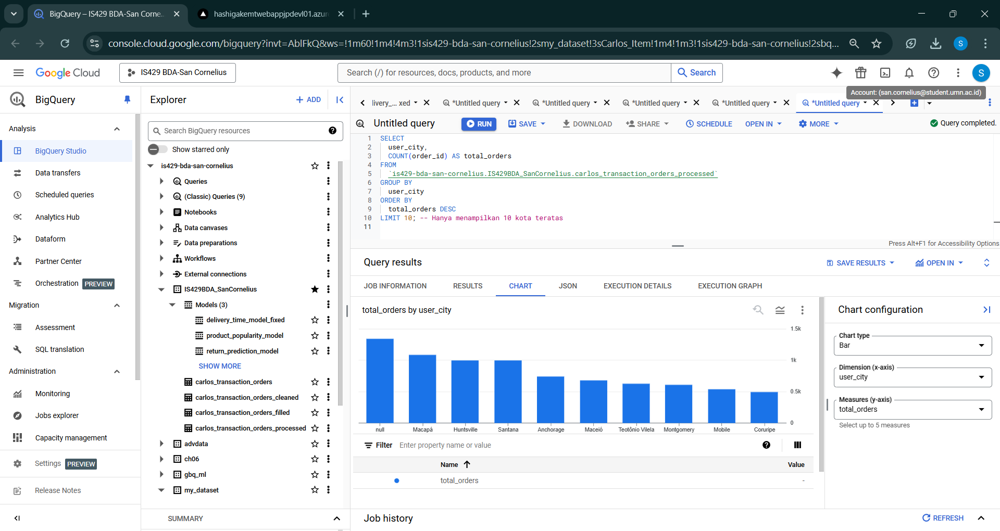 BigQuery – IS429 BDA-San Corne..
hashigakemtwebappjpdevl01.azur
console.cloud.google.com/bigquery?invt=AblFkQ&ws=!1m60!1m4!4m3!1sis429-bda-san-cornelius!2smy_dataset!3sCarlos_Item!1m4!1m3!1sis429-bda-san-cornelius!2sbq...
S
Google Cloud
IS429 BDA-San Cornelius
Search (/) for resources, docs, products, and more
Search
S
Account: (san.cornelius@student.umn.ac.id)
BigQuery
Analysis
BigQuery Studio
Data transfers
Scheduled queries
Analytics Hub
Dataform
Partner Center
Orchestration PREVIEW
Migration
Assessment
SQL translation
Administration
Monitoring
Jobs explorer
Capacity management
Settings PREVIEW
Release Notes
Explorer
+ ADD
Search BigQuery resources
Show starred only
is429-bda-san-cornelius
Queries
(Classic) Queries (9)
Notebooks
Data canvases
Data preparations
Workflows
External connections
IS429BDA_SanCornelius
Models (3)
delivery_time_model_fixed
product_popularity_model
return_prediction_model
SHOW MORE
carlos_transaction_orders
carlos_transaction_orders_cleaned
carlos_transaction_orders_filled
carlos_transaction_orders_processed
advdata
ch06
gbq_ml
my_dataset
SUMMARY
livery_... xed
*Untitled query
*Untitled query
*Untitled query
*Untitled query
*Untitled query
Untitled query
RUN
SAVE
DOWNLOAD
SHARE
SCHEDULE
OPEN IN
MORE
Query completed.
1 SELECT
2 user_city,
3 COUNT(order_id) AS total_orders
4 FROM
5 `is429-bda-san-cornelius.IS429BDA_SanCornelius.carlos_transaction_orders_processed`
6 GROUP BY
7 user_city
8 ORDER BY
9 total_orders DESC
10 LIMIT 10; -- Hanya menampilkan 10 kota teratas
11
Press Alt+F1 for Accessibility Options
Query results
SAVE RESULTS
OPEN IN
JOB INFORMATION
RESULTS
CHART
JSON
EXECUTION DETAILS
EXECUTION GRAPH
total_orders by user_city
1.5k
1k
0.5k
0
null
Macapá
Huntsville
Santana
Anchorage
Maceió
Teotônio Vilela
Montgomery
Mobile
Coruripe
Filter Enter property name or value
Name
Value
total_orders
-
Chart configuration
Chart type
Bar
Dimension (x-axis)
user_city
Measures (y-axis)
total_orders
Select up to 5 measures
Job history
REFRESH